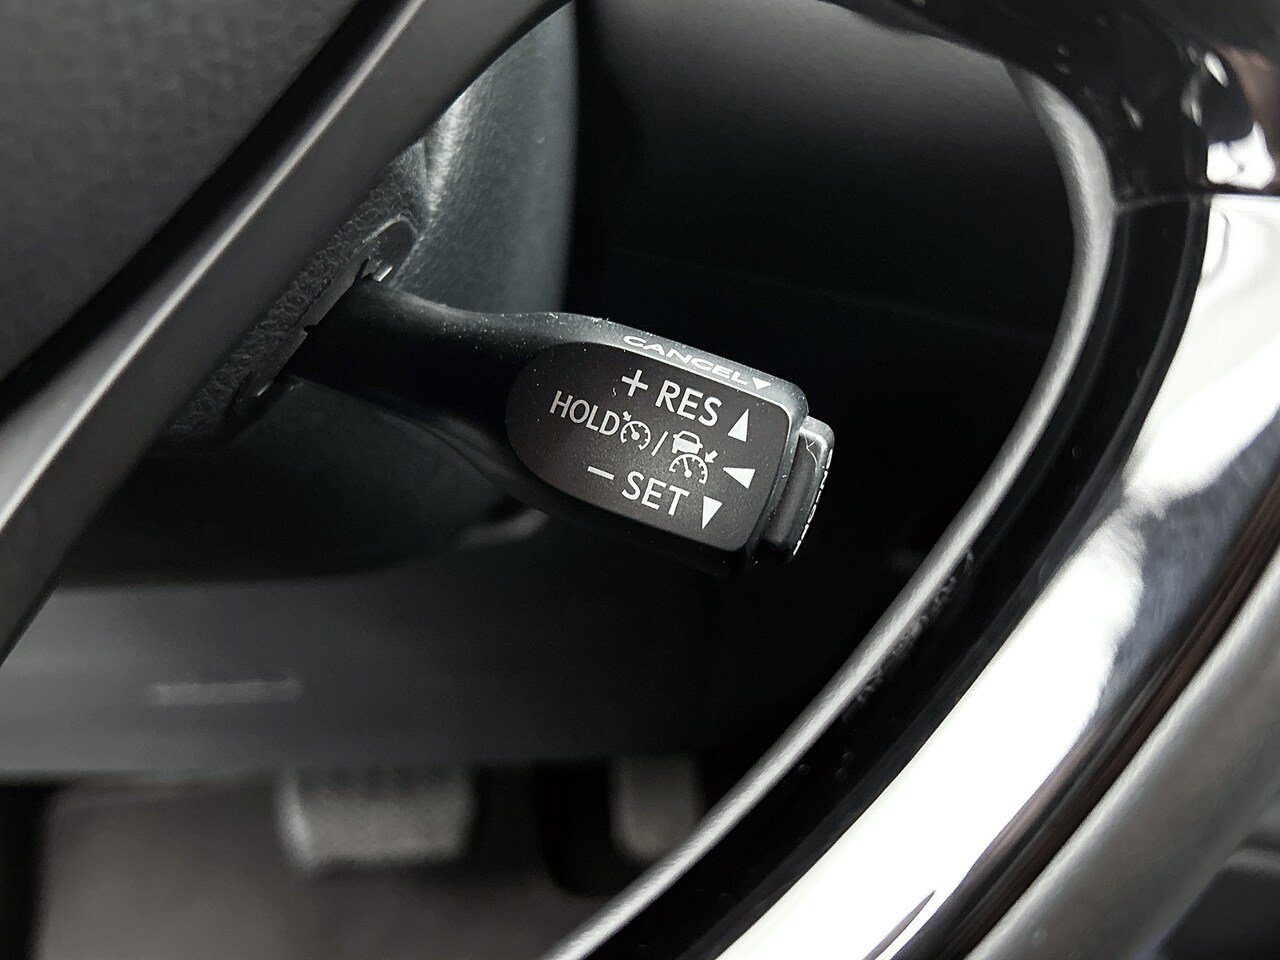 CANCEL▼
+ RES ▲
HOLD / ◀
− SET ▼